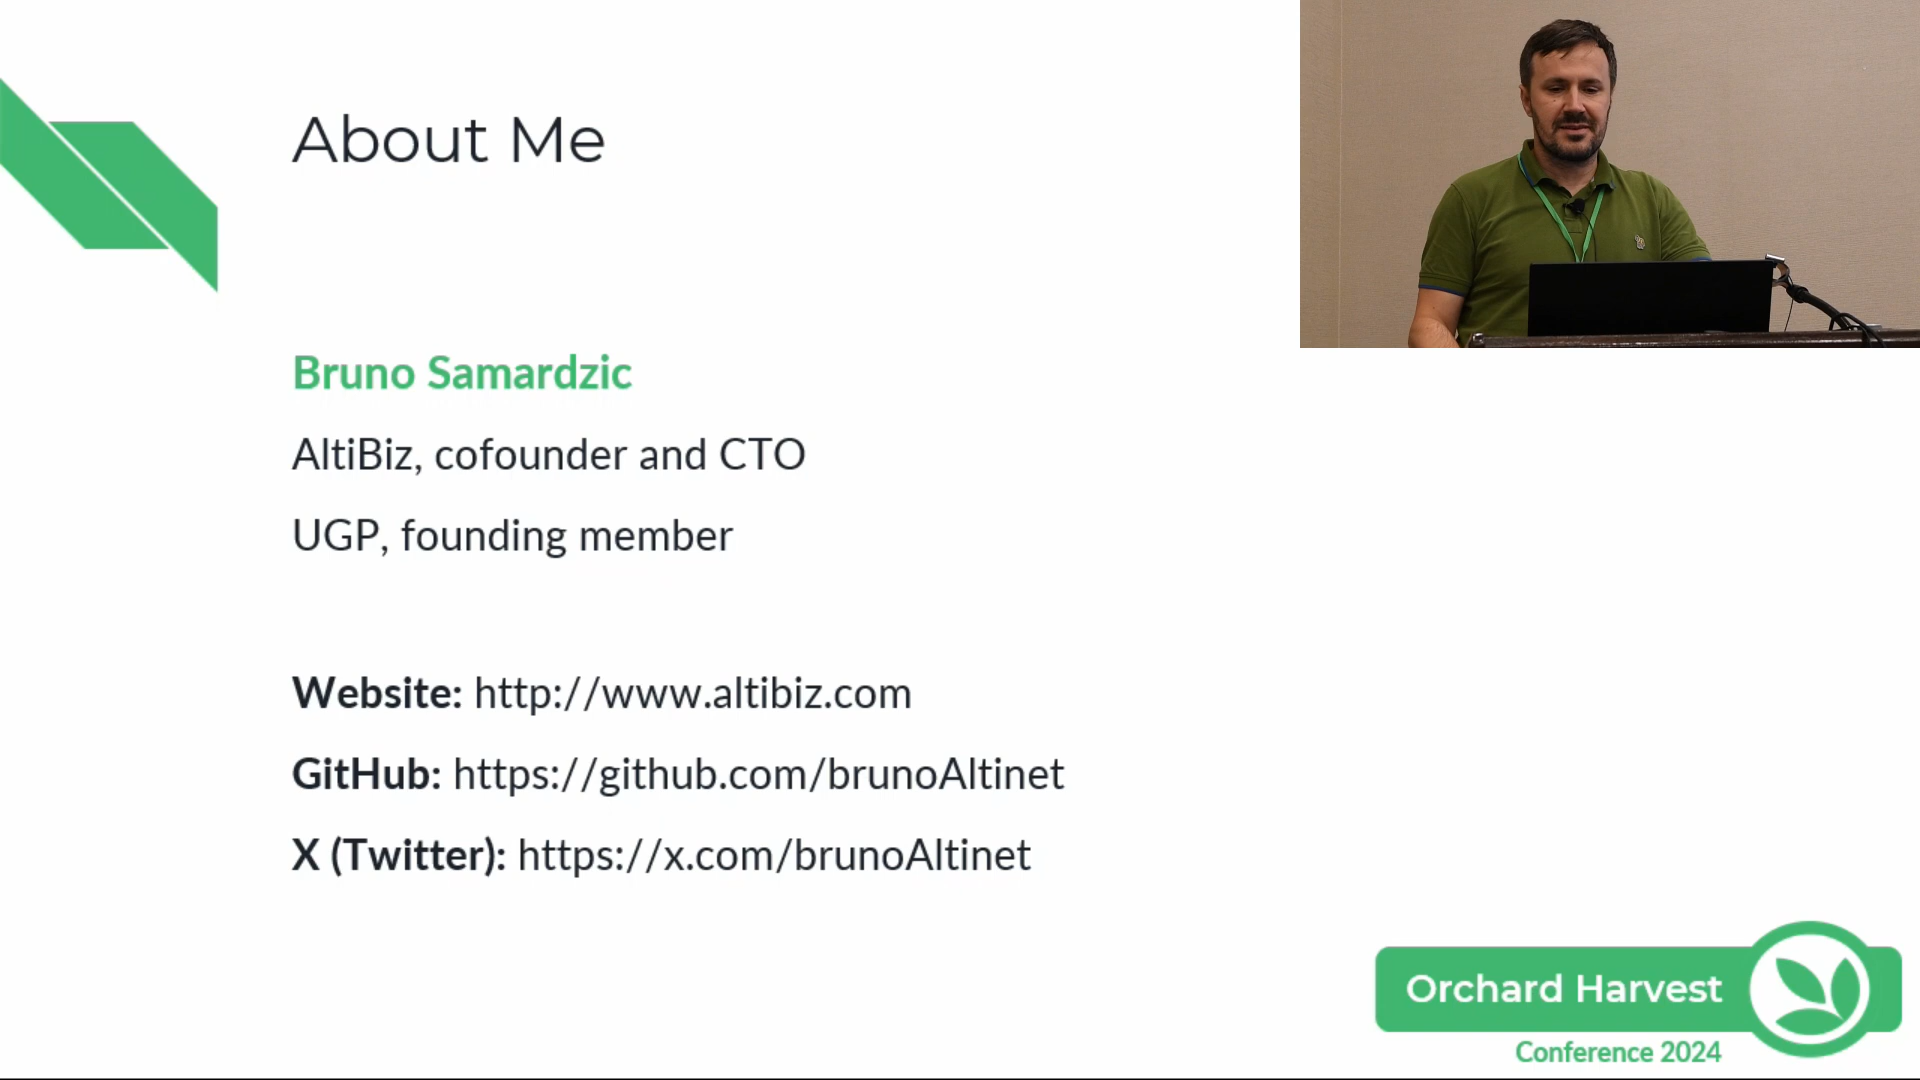 About Me
Bruno Samardzic
AltiBiz, cofounder and CTO
UGP, founding member
Website: http://www.altibiz.com
GitHub: https://github.com/brunoAltinet
X (Twitter): https://x.com/brunoAltinet
Orchard Harvest
Conference 2024